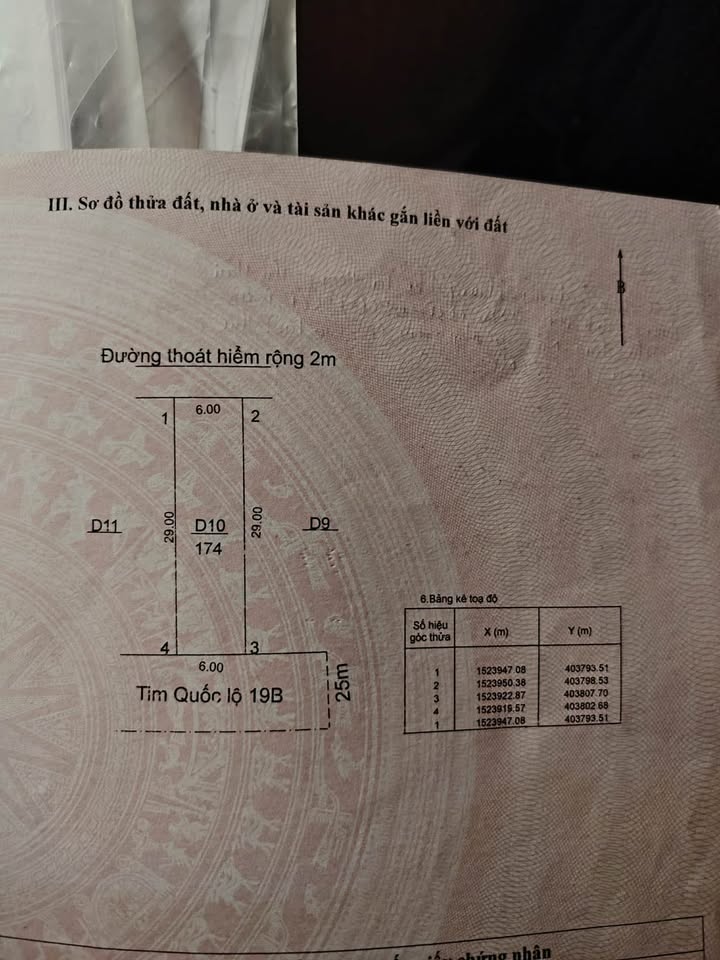 III. Sơ đồ thửa đất, nhà ở và tài sản khác gắn liền với đất
B
Đường thoát hiểm rộng 2m
1 6.00 2
D11 29.00 D10 29.00 D9
174
4 3
6.00
Tim Quốc lộ 19B 25m
6.Bảng kê toạ độ
Số hiệu góc thửa X (m) Y (m)
1 1523947.08 403793.51
2 1523950.38 403798.53
3 1523922.87 403807.70
4 1523919.57 403802.68
1 1523947.08 403793.51
chứng nhận